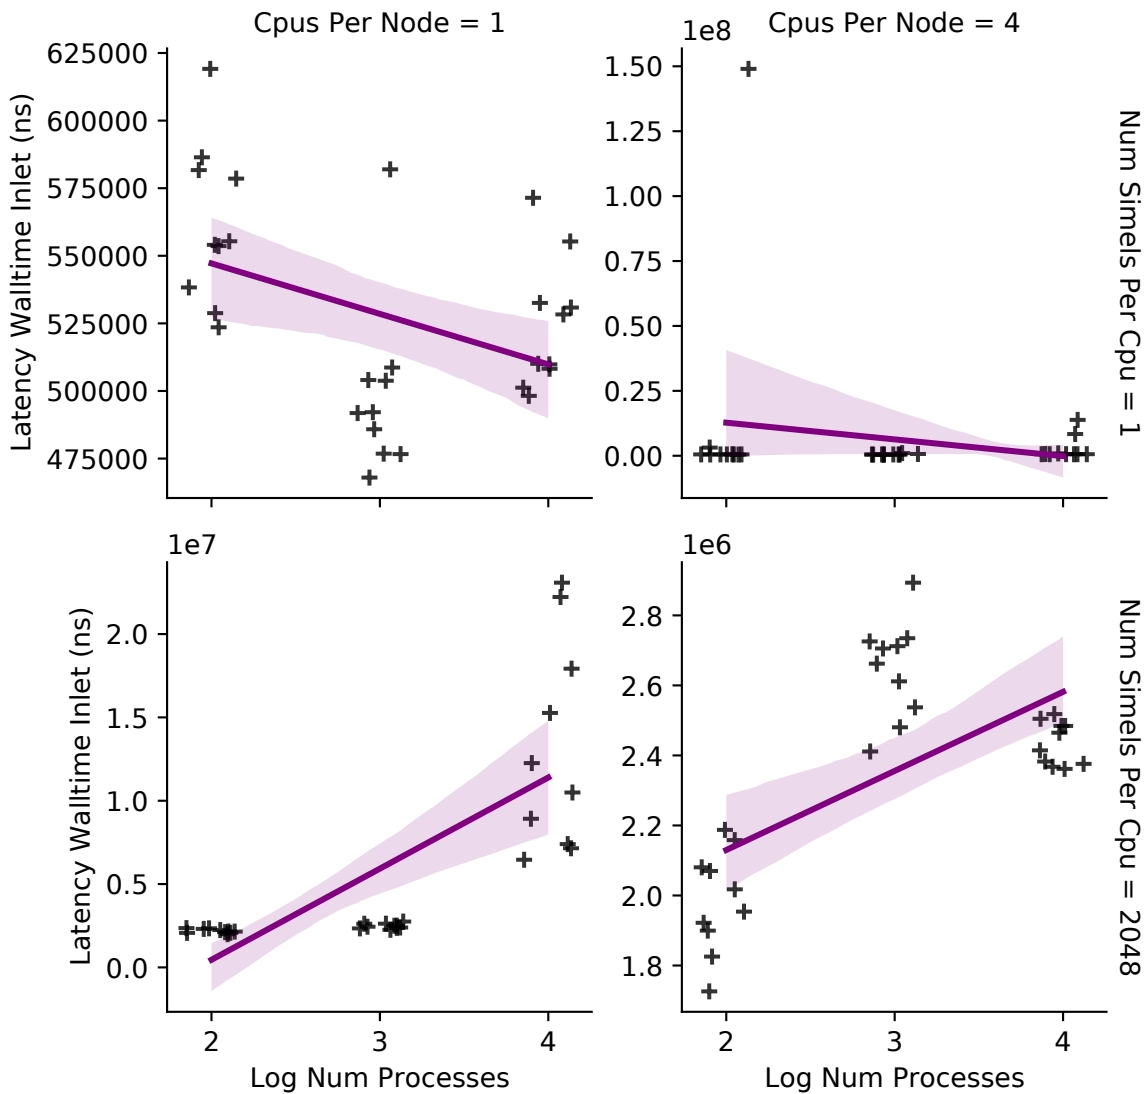 Cpus Per Node = 1
Cpus Per Node = 4
1e8
625000
600000
575000
550000
525000
500000
475000
Latency Walltime Inlet (ns)
1.50
1.25
1.00
0.75
0.50
0.25
0.00
Num Simels Per Cpu = 1
1e7
2.0
1.5
1.0
0.5
0.0
Latency Walltime Inlet (ns)
2
3
4
Log Num Processes
1e6
2.8
2.6
2.4
2.2
2.0
1.8
2
3
4
Log Num Processes
Num Simels Per Cpu = 2048